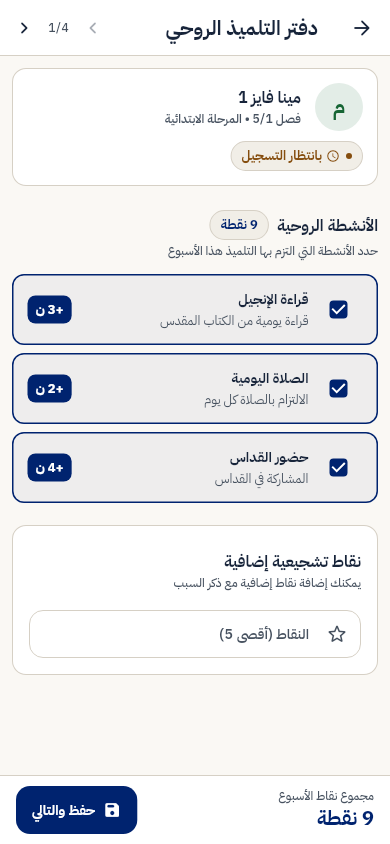 دفتر التلميذ الروحي
1/4
م
مينا فايز 1
فصل 5/1 • المرحلة الابتدائية
بانتظار التسجيل
الأنشطة الروحية
9 نقطة
حدد الأنشطة التي التزم بها التلميذ هذا الأسبوع
قراءة الإنجيل
قراءة يومية من الكتاب المقدس
+3 ن
الصلاة اليومية
الالتزام بالصلاة كل يوم
+2 ن
حضور القداس
المشاركة في القداس
+4 ن
نقاط تشجيعية إضافية
يمكنك إضافة نقاط إضافية مع ذكر السبب
النقاط (أقصى 5)
مجموع نقاط الأسبوع
9 نقطة
حفظ والتالي